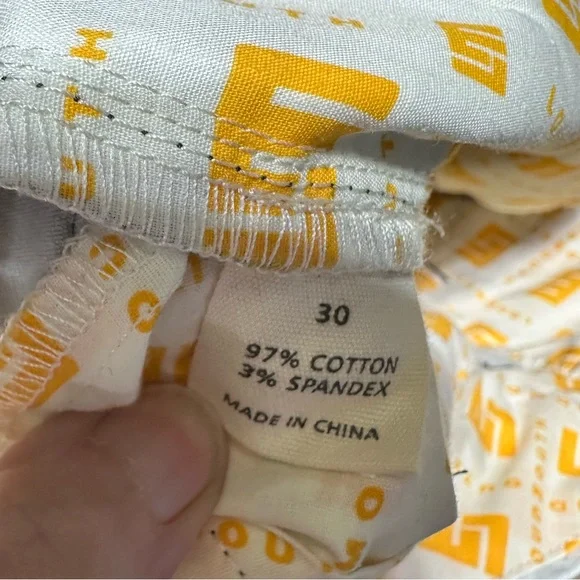 30
97% COTTON
3% SPANDEX
MADE IN CHINA